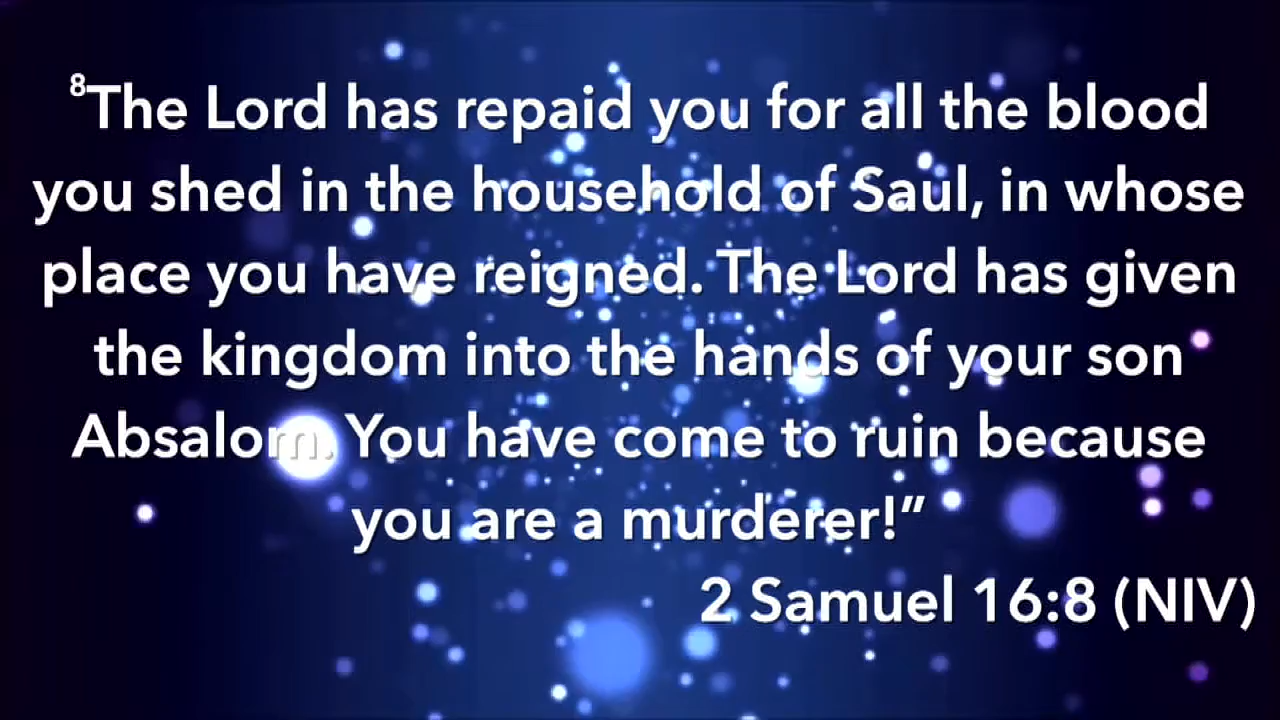 ⁸The Lord has repaid you for all the blood
you shed in the household of Saul, in whose
place you have reigned. The Lord has given
the kingdom into the hands of your son
Absalom. You have come to ruin because
you are a murderer!”
2 Samuel 16:8 (NIV)